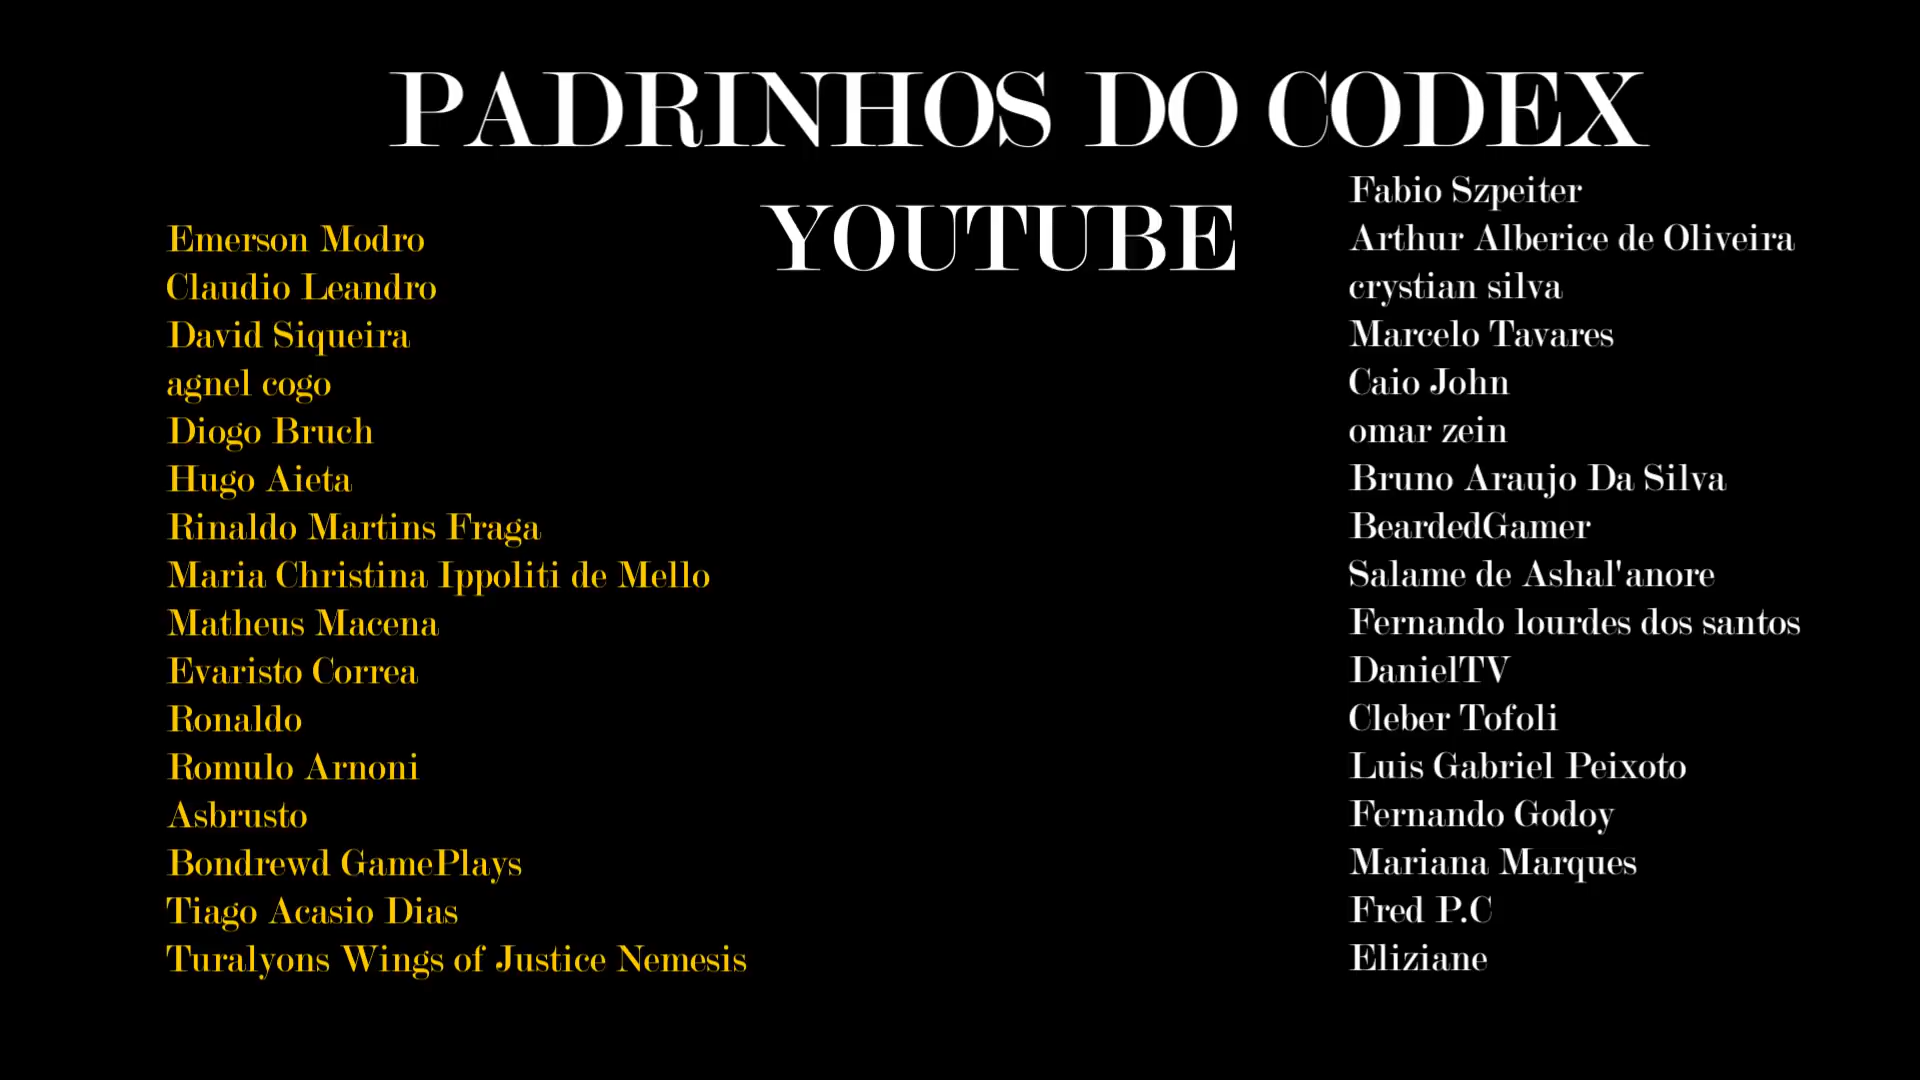 PADRINHOS DO CODEX
YOUTUBE
Emerson Modro
Claudio Leandro
David Siqueira
agnel cogo
Diogo Bruch
Hugo Aieta
Rinaldo Martins Fraga
Maria Christina Ippoliti de Mello
Matheus Macena
Evaristo Correa
Ronaldo
Romulo Arnoni
Asbrusto
Bondrewd GamePlays
Tiago Acasio Dias
Turalyons Wings of Justice Nemesis
Fabio Szpeiter
Arthur Alberice de Oliveira
crystian silva
Marcelo Tavares
Caio John
omar zein
Bruno Araujo Da Silva
BeardedGamer
Salame de Ashal'anore
Fernando lourdes dos santos
DanielTV
Cleber Tofoli
Luis Gabriel Peixoto
Fernando Godoy
Mariana Marques
Fred P.C
Eliziane